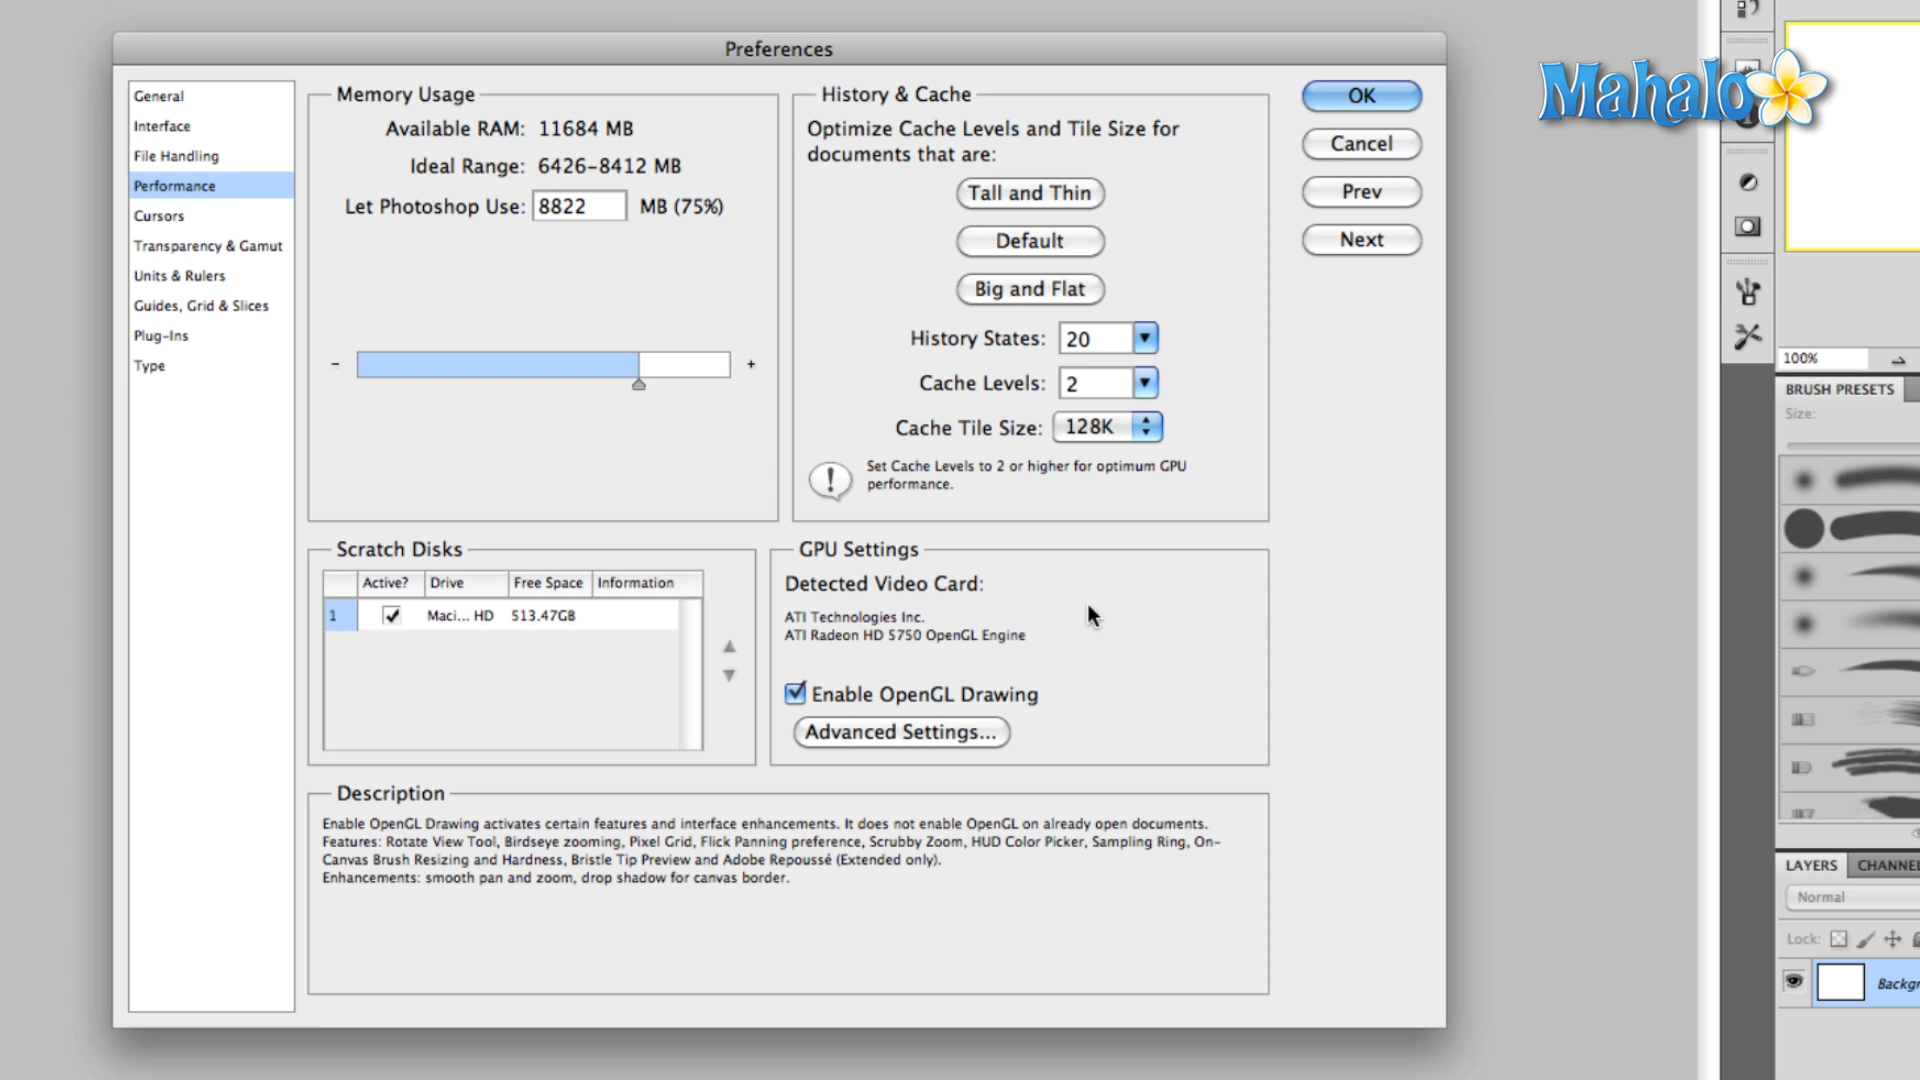 Preferences
General
Interface
File Handling
Performance
Cursors
Transparency & Gamut
Units & Rulers
Guides, Grid & Slices
Plug-Ins
Type
Memory Usage
Available RAM: 11684 MB
Ideal Range: 6426-8412 MB
Let Photoshop Use: 8822 MB (75%)
- +
History & Cache
Optimize Cache Levels and Tile Size for
documents that are:
Tall and Thin
Default
Big and Flat
History States: 20
Cache Levels: 2
Cache Tile Size: 128K
Set Cache Levels to 2 or higher for optimum GPU
performance.
OK
Cancel
Prev
Next
Scratch Disks
Active? Drive Free Space Information
1 Maci... HD 513.47GB
GPU Settings
Detected Video Card:
ATI Technologies Inc.
ATI Radeon HD 5750 OpenGL Engine
Enable OpenGL Drawing
Advanced Settings...
Description
Enable OpenGL Drawing activates certain features and interface enhancements. It does not enable OpenGL on already open documents.
Features: Rotate View Tool, Birdseye zooming, Pixel Grid, Flick Panning preference, Scrubby Zoom, HUD Color Picker, Sampling Ring, On-
Canvas Brush Resizing and Hardness, Bristle Tip Preview and Adobe Repoussé (Extended only).
Enhancements: smooth pan and zoom, drop shadow for canvas border.
Mahalo
100%
BRUSH PRESETS
Size:
LAYERS CHANNEL
Normal
Lock:
Backgr